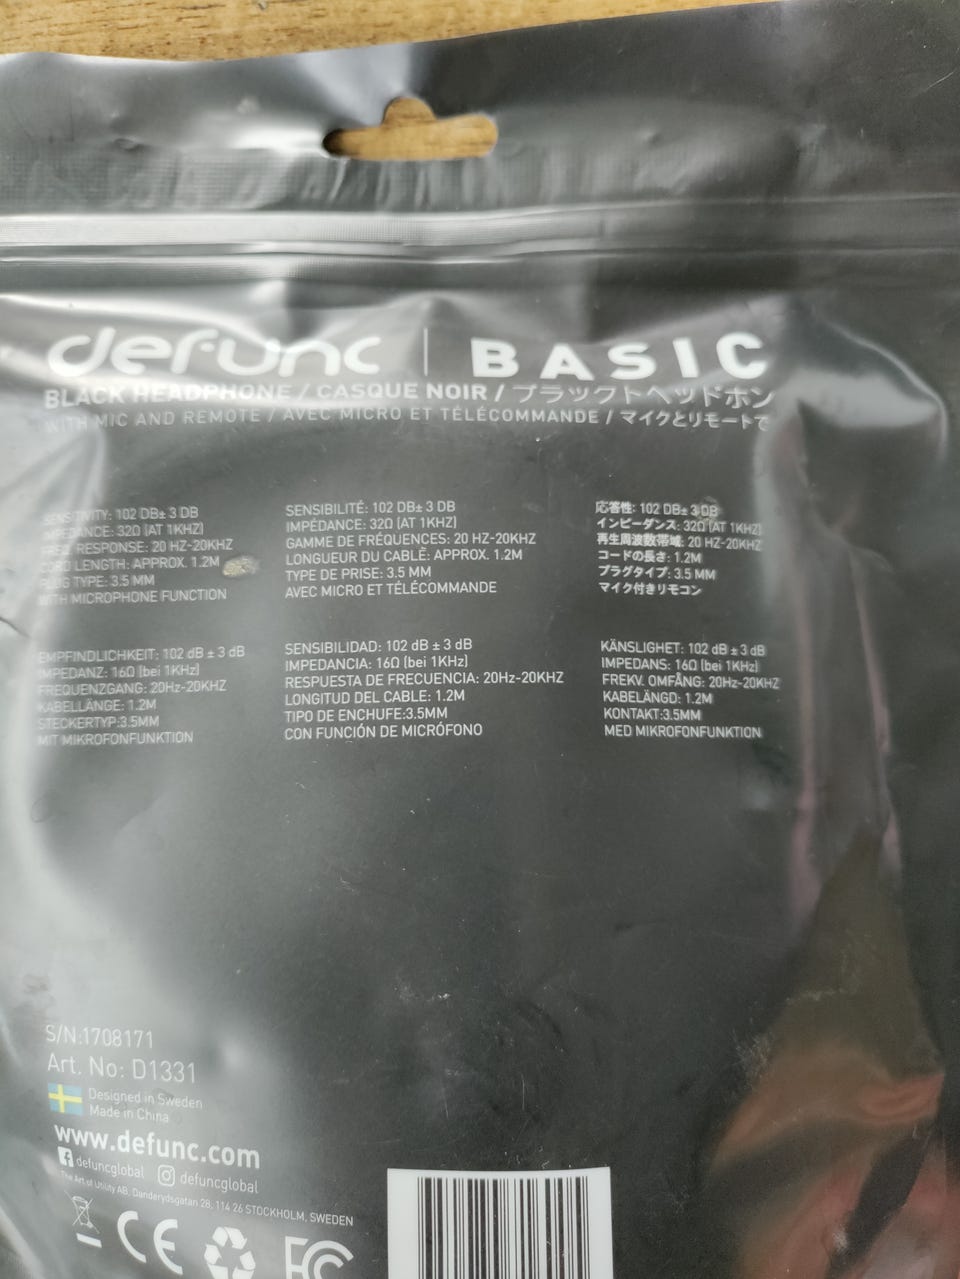 defunc | BASIC
BLACK HEADPHONE / CASQUE NOIR / ブラックトヘッドホン
WITH MIC AND REMOTE / AVEC MICRO ET TÉLÉCOMMANDE / マイクとリモートで
SENSITIVITY: 102 DB± 3 DB
IMPEDANCE: 32Ω (AT 1KHZ)
FREQ. RESPONSE: 20 HZ-20KHZ
CORD LENGTH: APPROX. 1.2M
PLUG TYPE: 3.5 MM
WITH MICROPHONE FUNCTION
SENSIBILITÉ: 102 DB± 3 DB
IMPÉDANCE: 32Ω (AT 1KHZ)
GAMME DE FRÉQUENCES: 20 HZ-20KHZ
LONGUEUR DU CABLÈ: APPROX. 1.2M
TYPE DE PRISE: 3.5 MM
AVEC MICRO ET TÉLÉCOMMANDE
応答性: 102 DB± 3 DB
インピーダンス: 32Ω (AT 1KHZ)
再生周波数帯域: 20 HZ-20KHZ
コードの長さ: 1.2M
プラグタイプ: 3.5 MM
マイク付きリモコン
EMPFINDLICHKEIT: 102 dB ± 3 dB
IMPEDANZ: 16Ω (bei 1KHz)
FREQUENZGANG: 20Hz-20KHZ
KABELLÄNGE: 1.2M
STECKERTYP:3.5MM
MIT MIKROFONFUNKTION
SENSIBILIDAD: 102 dB ± 3 dB
IMPEDANCIA: 16Ω (bei 1KHz)
RESPUESTA DE FRECUENCIA: 20Hz-20KHZ
LONGITUD DEL CABLE: 1.2M
TIPO DE ENCHUFE:3.5MM
CON FUNCIÓN DE MICRÓFONO
KÄNSLIGHET: 102 dB ± 3 dB
IMPEDANS: 16Ω (bei 1KHz)
FREKV. OMFÅNG: 20Hz-20KHZ
KABELÄNGD: 1.2M
KONTAKT:3.5MM
MED MIKROFONFUNKTION
S/N:1708171
Art. No: D1331
Designed in Sweden
Made in China
www.defunc.com
defuncglobal defuncglobal
The Art of Utility AB, Danderydsgatan 28, 114 26 STOCKHOLM, SWEDEN
CE FC